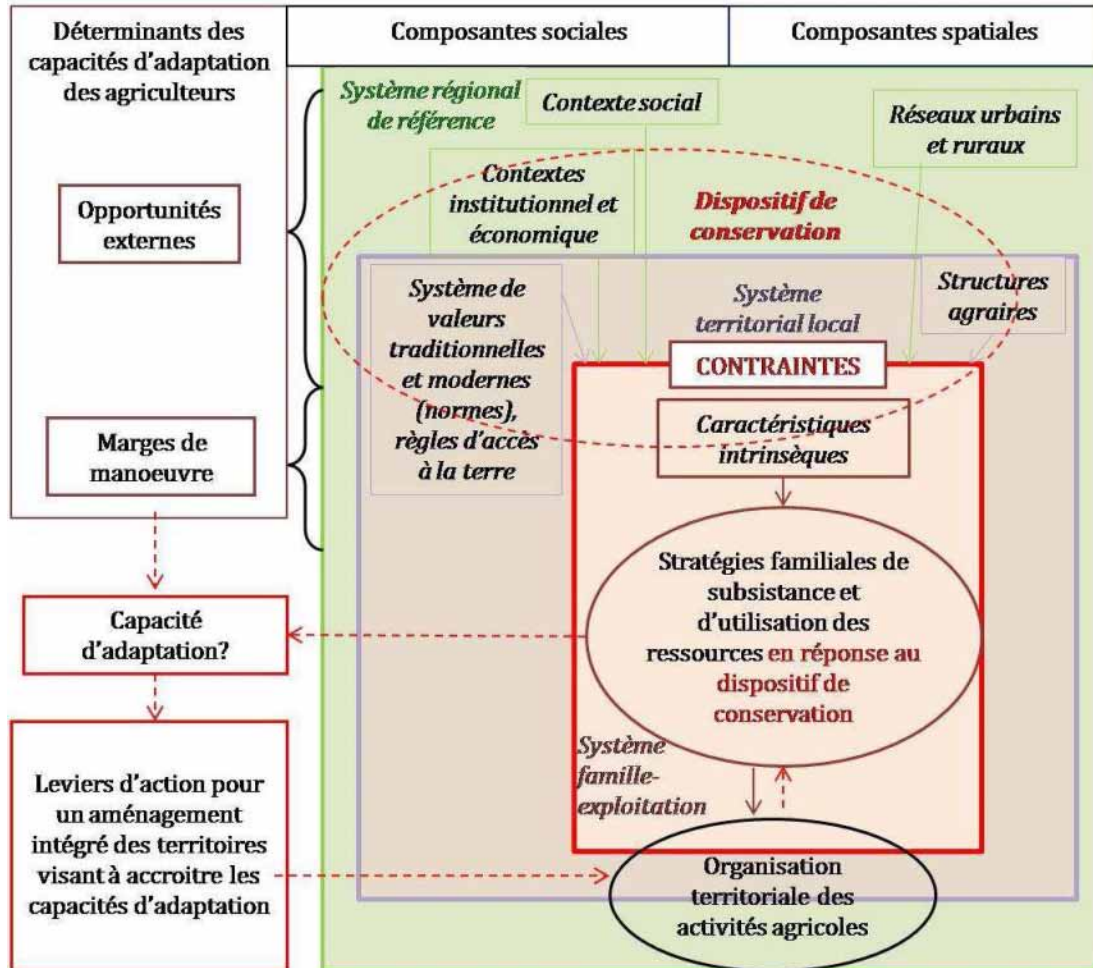 Déterminants des
capacités d'adaptation
des agriculteurs
Composantes sociales
Composantes spatiales
Système régional
de référence
Contexte social
Réseaux urbains
et ruraux
Contextes
institutionnel et
économique
Opportunités
externes
Dispositif de
conservation
Système de
valeurs
traditionnelles
et modernes
(normes),
règles d'accès
à la terre
Système
territorial local
Structures
agraires
CONTRAINTES
Caractéristiques
intrinsèques
Marges de
manoeuvre
Stratégies familiales de
subsistance et
d'utilisation des
ressources en réponse au
dispositif de
conservation
Capacité
d'adaptation?
Système
famille-
exploitation
Leviers d'action pour
un aménagement
intégré des territoires
visant à accroitre les
capacités d'adaptation
Organisation
territoriale des
activités agricoles